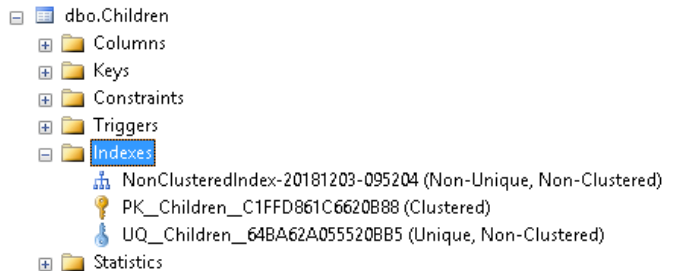 dbo.Children
Columns
Keys
Constraints
Triggers
Indexes
NonClusteredIndex-20181203-095204 (Non-Unique, Non-Clustered)
PK__Children__C1FFD861C6620B88 (Clustered)
UQ__Children__64BA62A055520BB5 (Unique, Non-Clustered)
Statistics